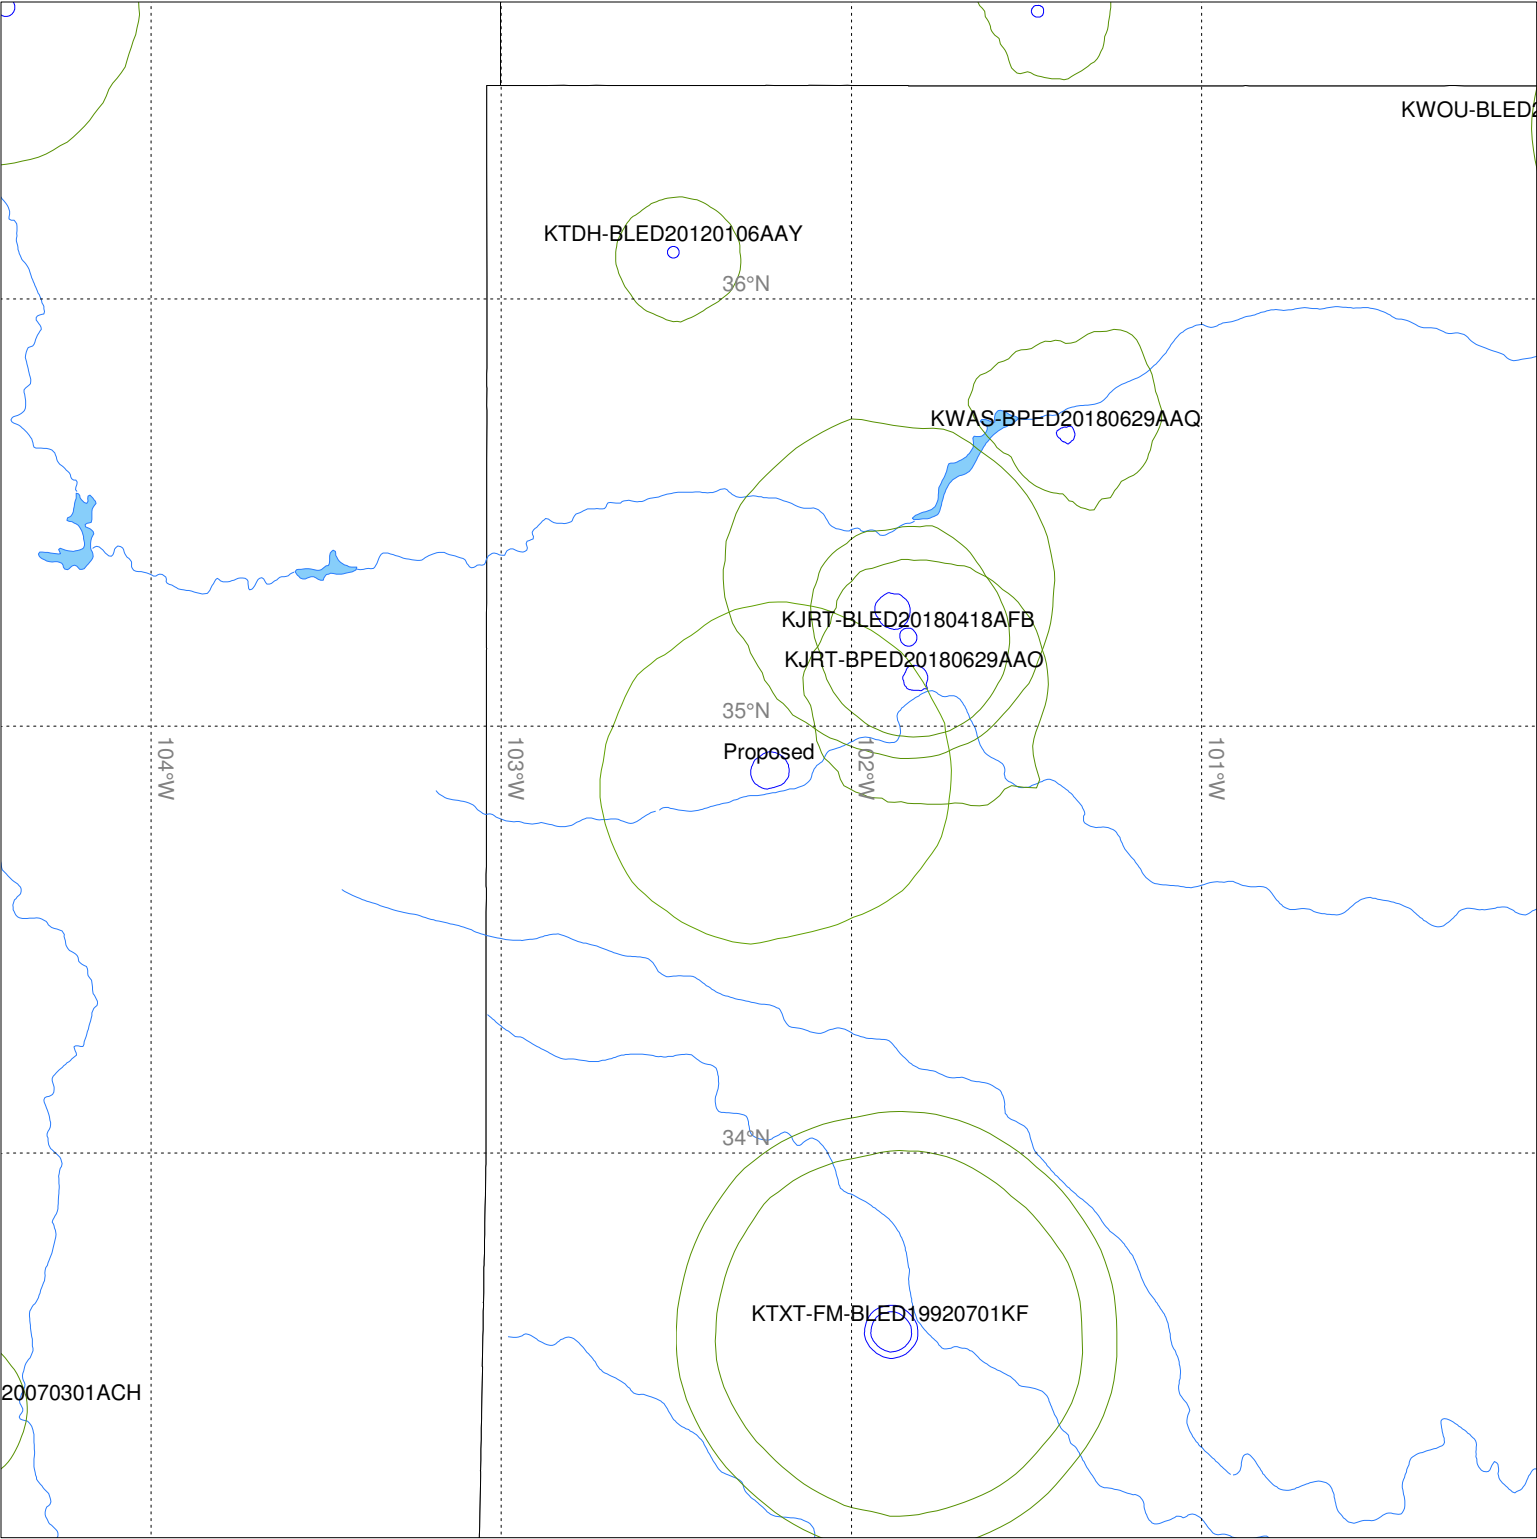 KWOU-BLED2
KTDH-BLED20120106AAY
36°N
KWAS-BPED20180629AAQ
KJRT-BLED20180418AFB
KJRT-BPED20180629AAO
35°N
104°W
103°W
102°W
101°W
Proposed
34°N
KTXT-FM-BLED19920701KF
20070301ACH